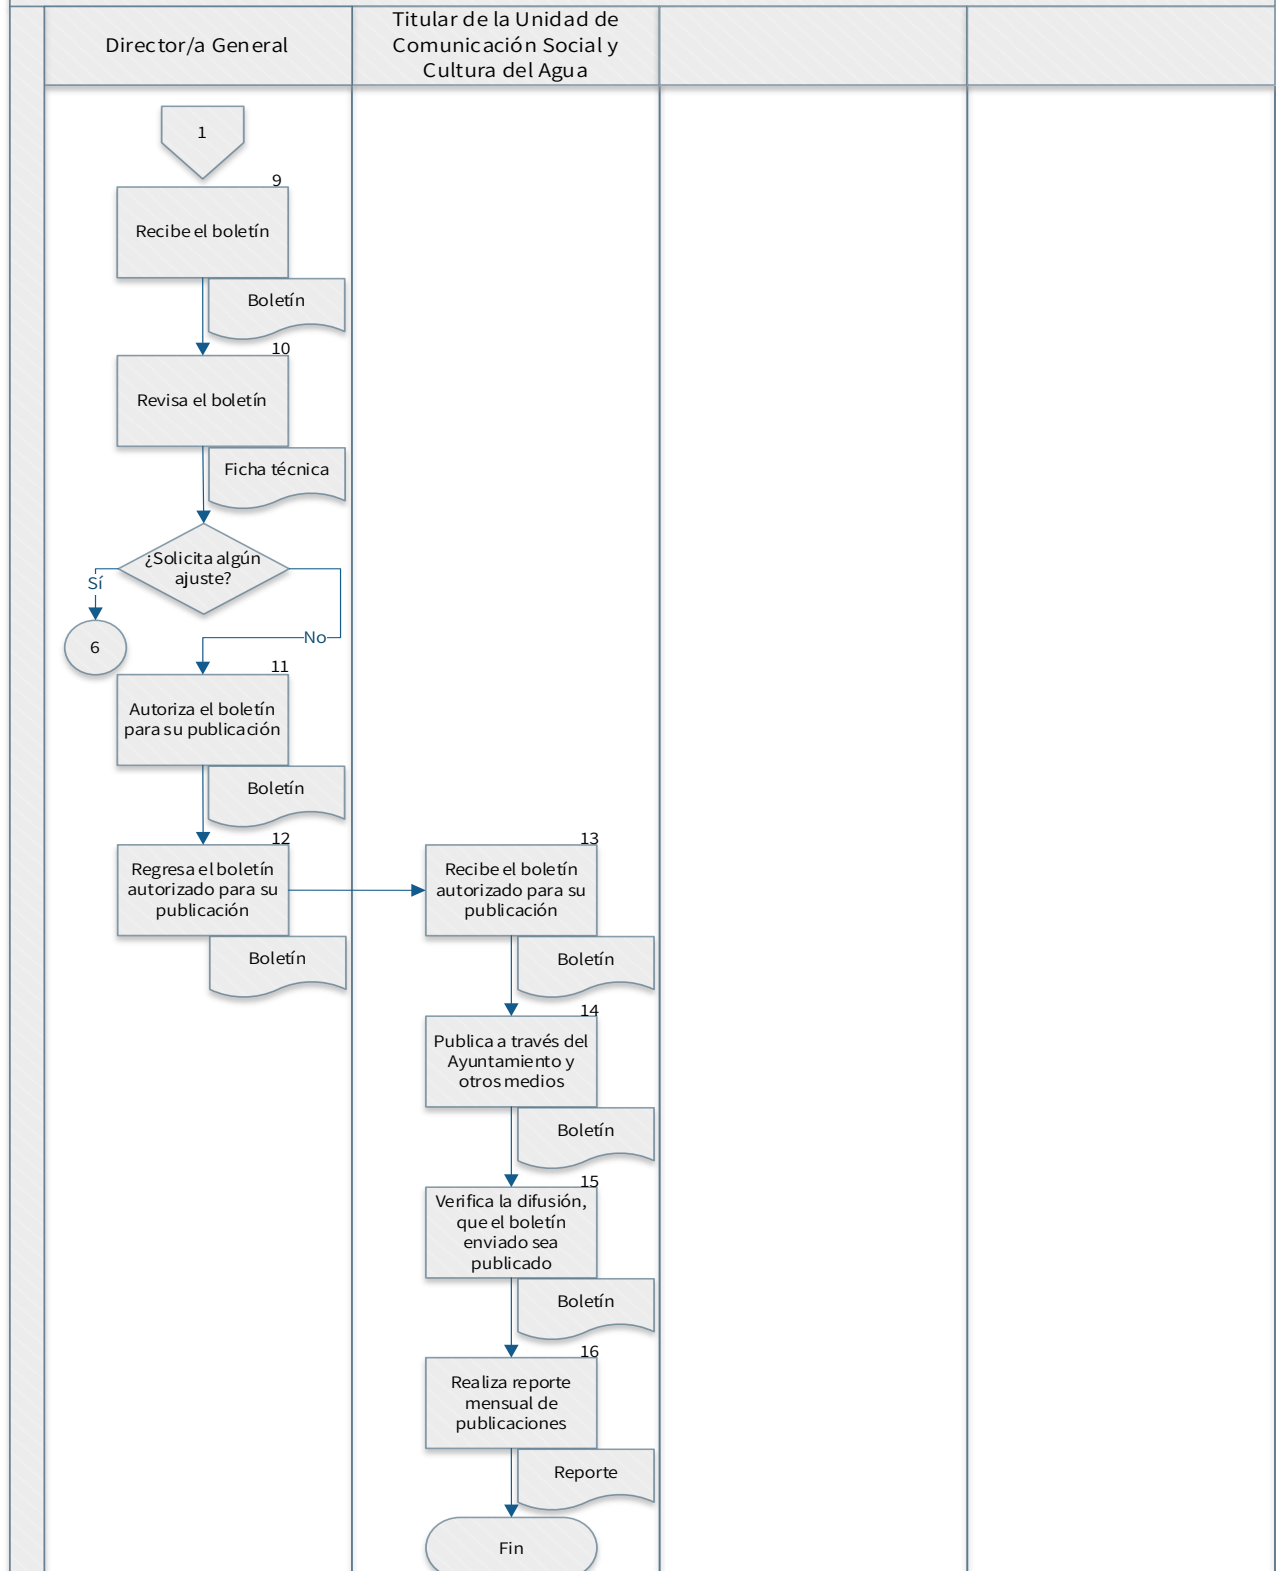 Director/a General
Titular de la Unidad de
Comunicación Social y
Cultura del Agua
1
9
Recibe el boletín
Boletín
10
Revisa el boletín
Ficha técnica
¿Solicita algún
ajuste?
Sí
No
6
11
Autoriza el boletín
para su publicación
Boletín
12
Regresa el boletín
autorizado para su
publicación
Boletín
13
Recibe el boletín
autorizado para su
publicación
Boletín
14
Publica a través del
Ayuntamiento y
otros medios
Boletín
15
Verifica la difusión,
que el boletín
enviado sea
publicado
Boletín
16
Realiza reporte
mensual de
publicaciones
Reporte
Fin